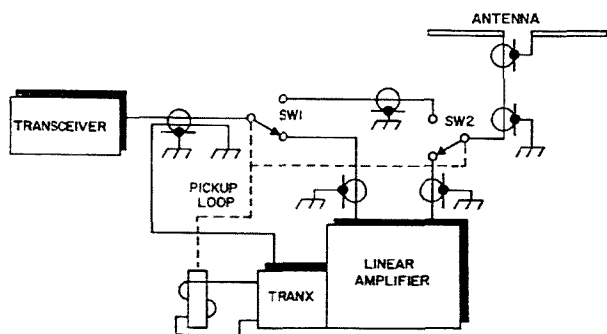 ANTENNA
TRANSCEIVER
SW1
SW2
PICKUP
LOOP
TRANX
LINEAR
AMPLIFIER